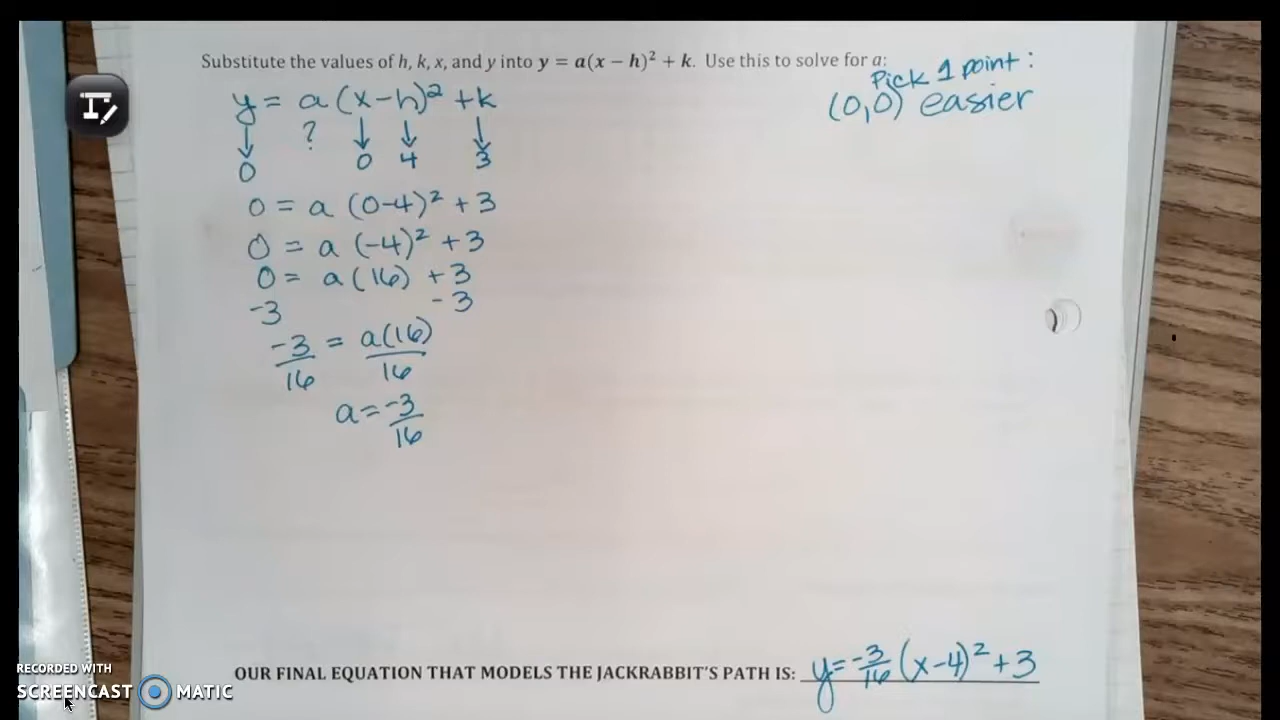 Substitute the values of h, k, x, and y into y = a(x − h)² + k. Use this to solve for a:
Pick 1 point :
(0,0) easier
y = a (x-h)² + k
? 
0 0 4 3
0 = a (0-4)² + 3
0 = a (-4)² + 3
0 = a (16) + 3
-3 - 3
-3 = a(16)
16 16
a = -3
16
OUR FINAL EQUATION THAT MODELS THE JACKRABBIT'S PATH IS: y = -3/16 (x-4)² + 3
RECORDED WITH
SCREENCAST MATIC